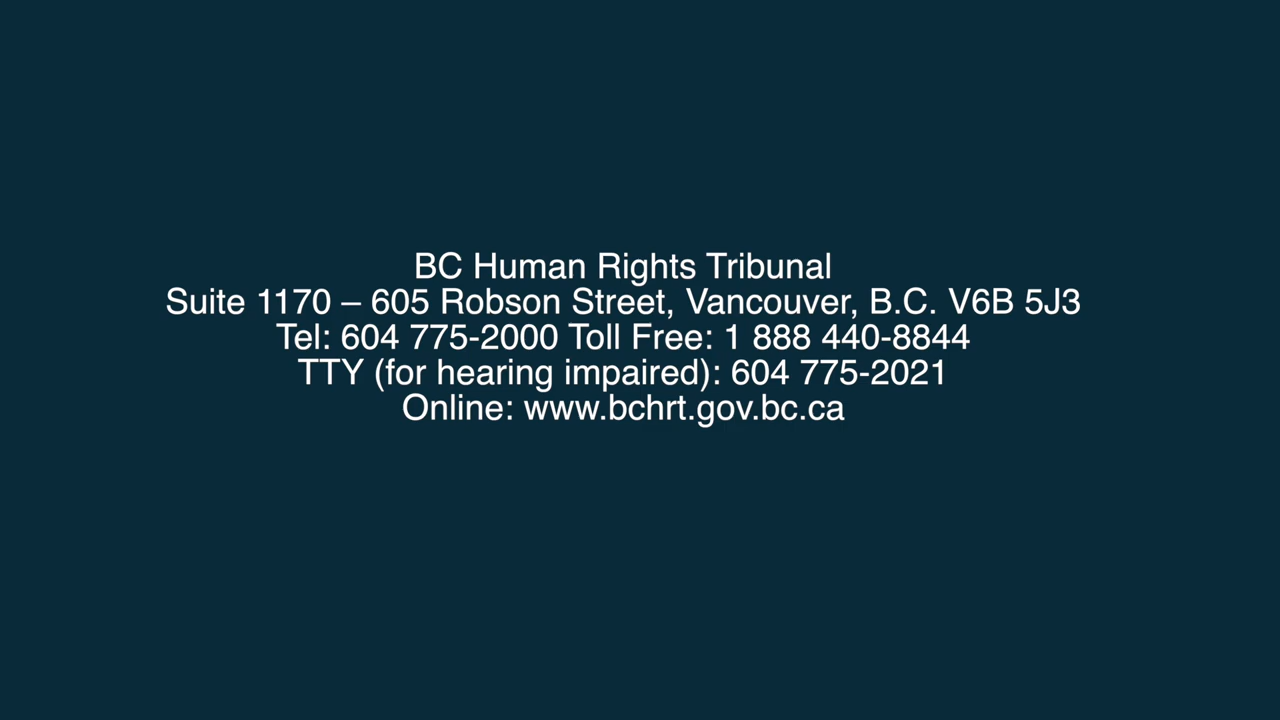 BC Human Rights Tribunal
Suite 1170 – 605 Robson Street, Vancouver, B.C. V6B 5J3
Tel: 604 775-2000 Toll Free: 1 888 440-8844
TTY (for hearing impaired): 604 775-2021
Online: www.bchrt.gov.bc.ca